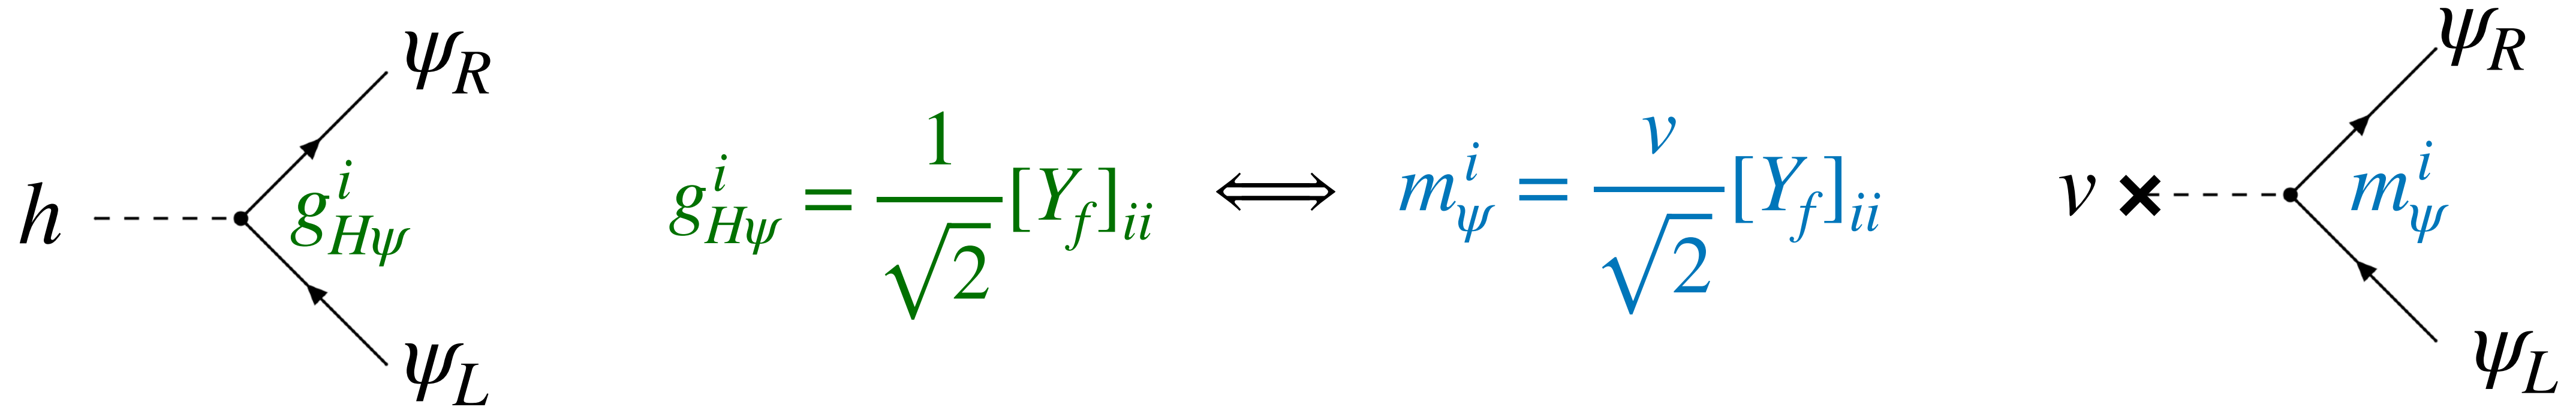 h ψ_R g^i_{Hψ} ψ_L
g^i_{Hψ} = \frac{1}{\sqrt{2}} [Y_f]_{ii} ⟺ m^i_ψ = \frac{v}{\sqrt{2}} [Y_f]_{ii}
v ψ_R m^i_ψ ψ_L